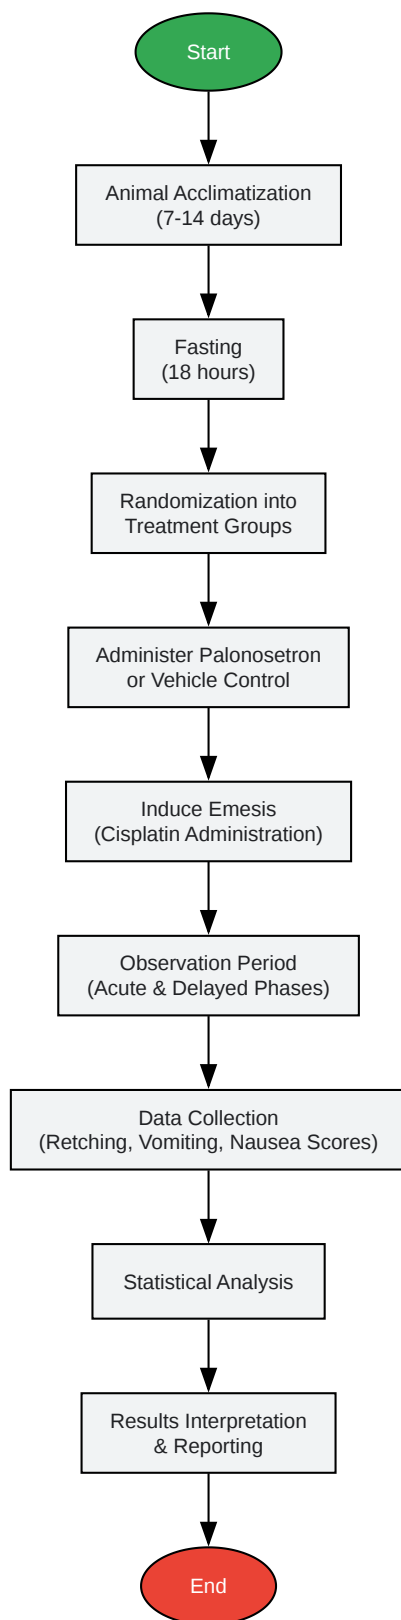 Start
Animal Acclimatization
(7-14 days)
Fasting
(18 hours)
Randomization into
Treatment Groups
Administer Palonosetron
or Vehicle Control
Induce Emesis
(Cisplatin Administration)
Observation Period
(Acute & Delayed Phases)
Data Collection
(Retching, Vomiting, Nausea Scores)
Statistical Analysis
Results Interpretation
& Reporting
End